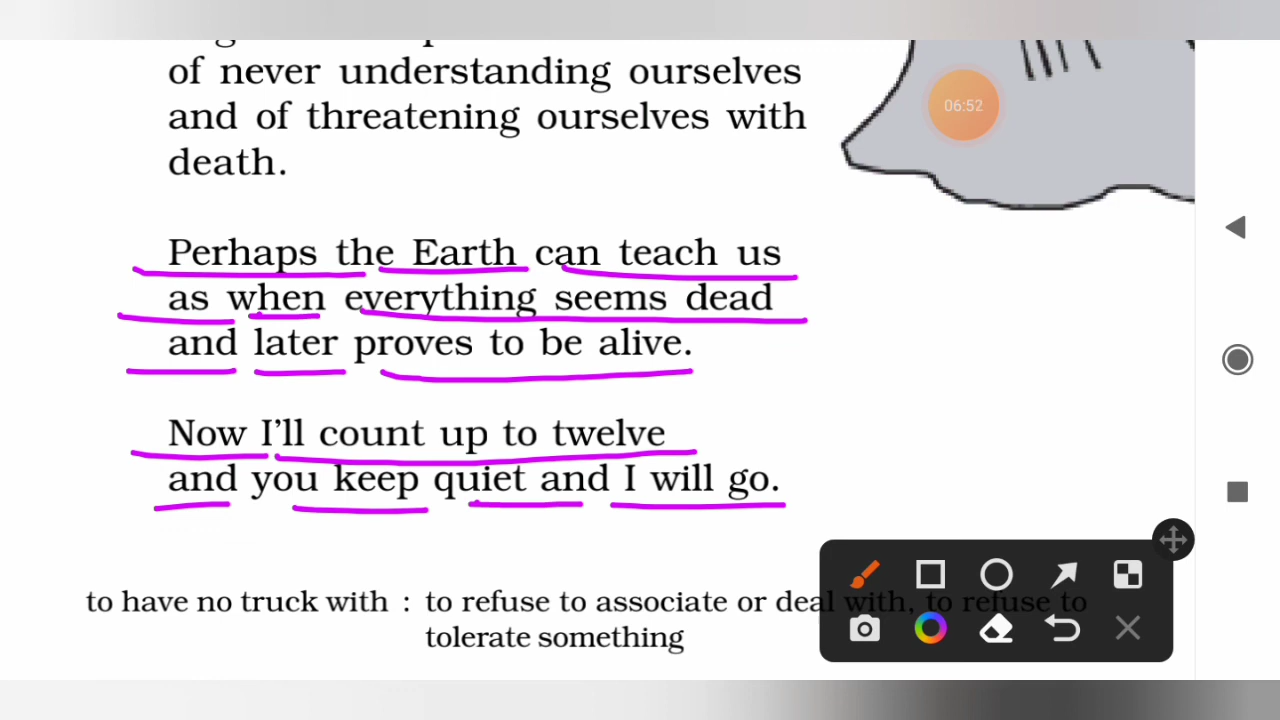 of never understanding ourselves
and of threatening ourselves with
death.
06:52
Perhaps the Earth can teach us
as when everything seems dead
and later proves to be alive.
Now I'll count up to twelve
and you keep quiet and I will go.
to have no truck with : to refuse to associate or deal with, to refuse to
tolerate something